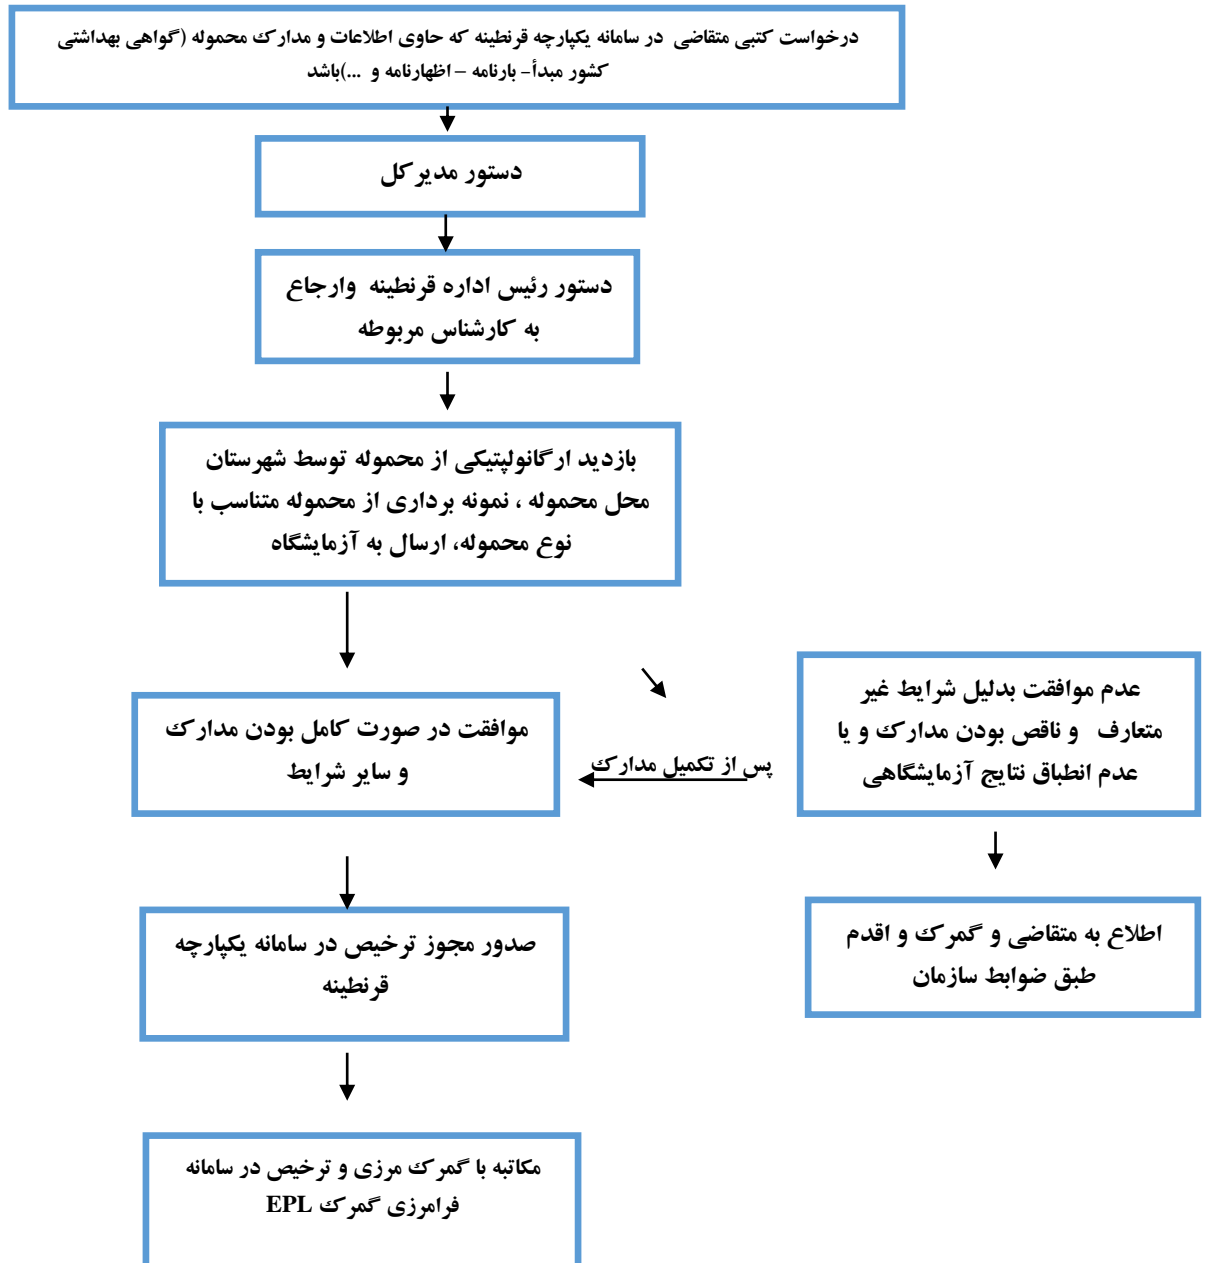 درخواست کتبی متقاضی در سامانه یکپارچه قرنطینه که حاوی اطلاعات و مدارک محموله (گواهی بهداشتی
کشور مبدأ- بارنامه – اظهارنامه و ...)باشد
دستور مدیرکل
دستور رئیس اداره قرنطینه وارجاع
به کارشناس مربوطه
بازدید ارگانولپتیکی از محموله توسط شهرستان
محل محموله ، نمونه برداری از محموله متناسب با
نوع محموله، ارسال به آزمایشگاه
عدم موافقت بدلیل شرایط غیر
متعارف و ناقص بودن مدارک و یا
عدم انطباق نتایج آزمایشگاهی
پس از تکمیل مدارک
موافقت در صورت کامل بودن مدارک
و سایر شرایط
اطلاع به متقاضی و گمرک و اقدم
طبق ضوابط سازمان
صدور مجوز ترخیص در سامانه یکپارچه
قرنطینه
مکاتبه با گمرک مرزی و ترخیص در سامانه
فرامرزی گمرک EPL